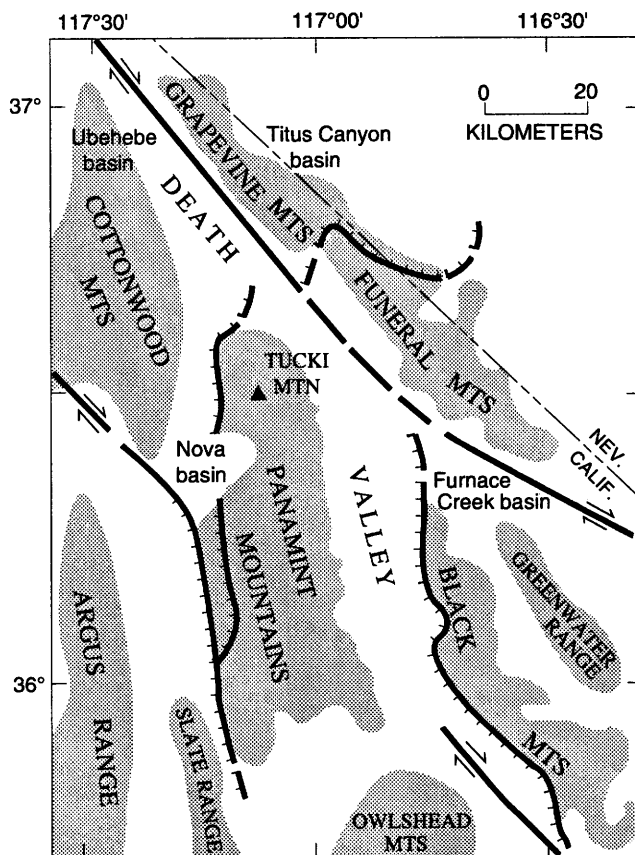 117°30'
117°00'
116°30'
37°
0 20
KILOMETERS
Titus Canyon
basin
Ubehebe
basin
GRAPEVINE MTS
DEATH
COTTONWOOD
MTS
FUNERAL MTS
TUCKI
MTN
NEV.
CALIF.
Nova
basin
VALLEY
Furnace
Creek basin
PANAMINT
MOUNTAINS
BLACK
MTS
GREENWATER
RANGE
ARGUS
RANGE
36°
SLATE RANGE
OWLSHEAD
MTS